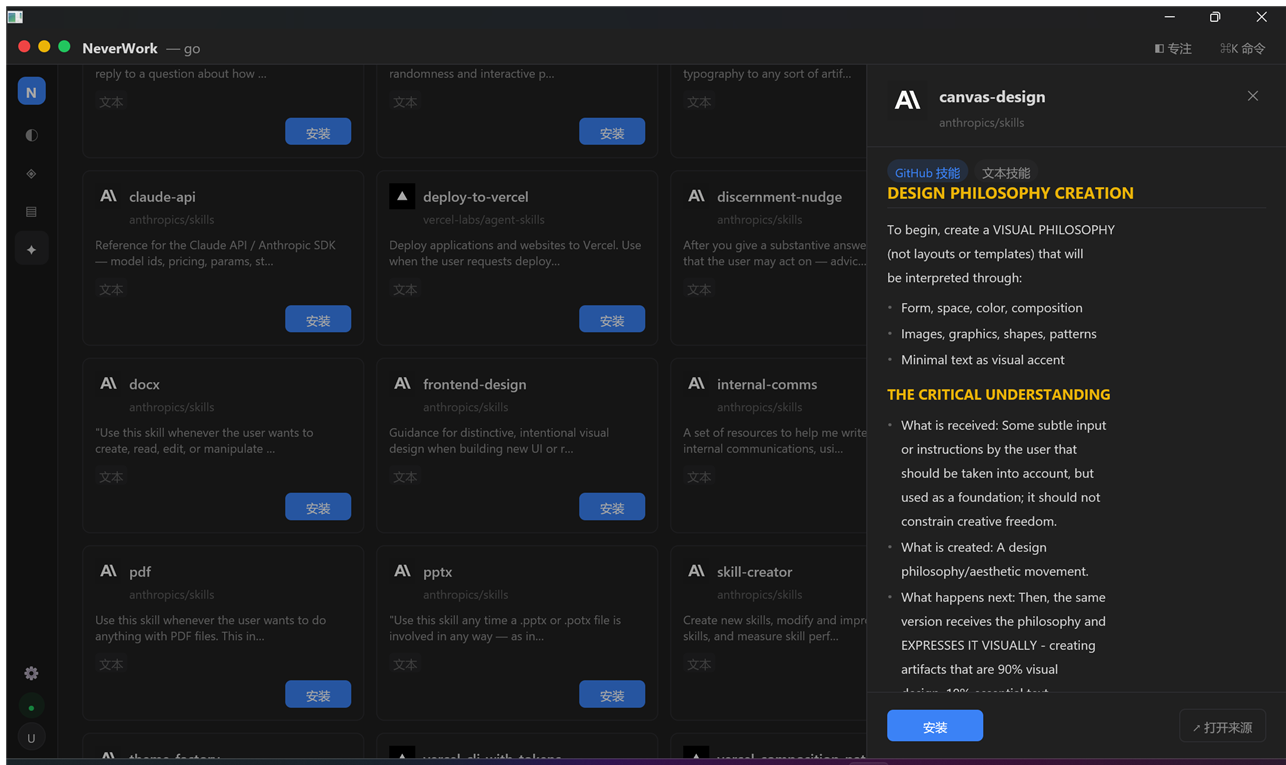 NeverWork — go
专注
⌘K 命令
N
U
reply to a question about how ...
文本
安装
randomness and interactive p...
文本
安装
typography to any sort of artif...
文本
claude-api
anthropics/skills
Reference for the Claude API / Anthropic SDK
— model ids, pricing, params, st...
文本
安装
deploy-to-vercel
vercel-labs/agent-skills
Deploy applications and websites to Vercel. Use
when the user requests deploy...
文本
安装
discernment-nudge
anthropics/skills
After you give a substantive answe
that the user may act on — advic...
文本
docx
anthropics/skills
"Use this skill whenever the user wants to
create, read, edit, or manipulate ...
文本
安装
frontend-design
anthropics/skills
Guidance for distinctive, intentional visual
design when building new UI or r...
文本
安装
internal-comms
anthropics/skills
A set of resources to help me write
internal communications, usi...
文本
pdf
anthropics/skills
Use this skill whenever the user wants to do
anything with PDF files. This in...
文本
安装
pptx
anthropics/skills
"Use this skill any time a .pptx or .potx file is
involved in any way — as in...
文本
安装
skill-creator
anthropics/skills
Create new skills, modify and impr
skills, and measure skill perf...
文本
theme-factory
vercel-cli-with-tokens
canvas-design
anthropics/skills
GitHub 技能
文本技能
DESIGN PHILOSOPHY CREATION
To begin, create a VISUAL PHILOSOPHY
(not layouts or templates) that will
be interpreted through:
• Form, space, color, composition
• Images, graphics, shapes, patterns
• Minimal text as visual accent
THE CRITICAL UNDERSTANDING
• What is received: Some subtle input
or instructions by the user that
should be taken into account, but
used as a foundation; it should not
constrain creative freedom.
• What is created: A design
philosophy/aesthetic movement.
• What happens next: Then, the same
version receives the philosophy and
EXPRESSES IT VISUALLY - creating
artifacts that are 90% visual
design, 10% essential text
安装
↗ 打开来源